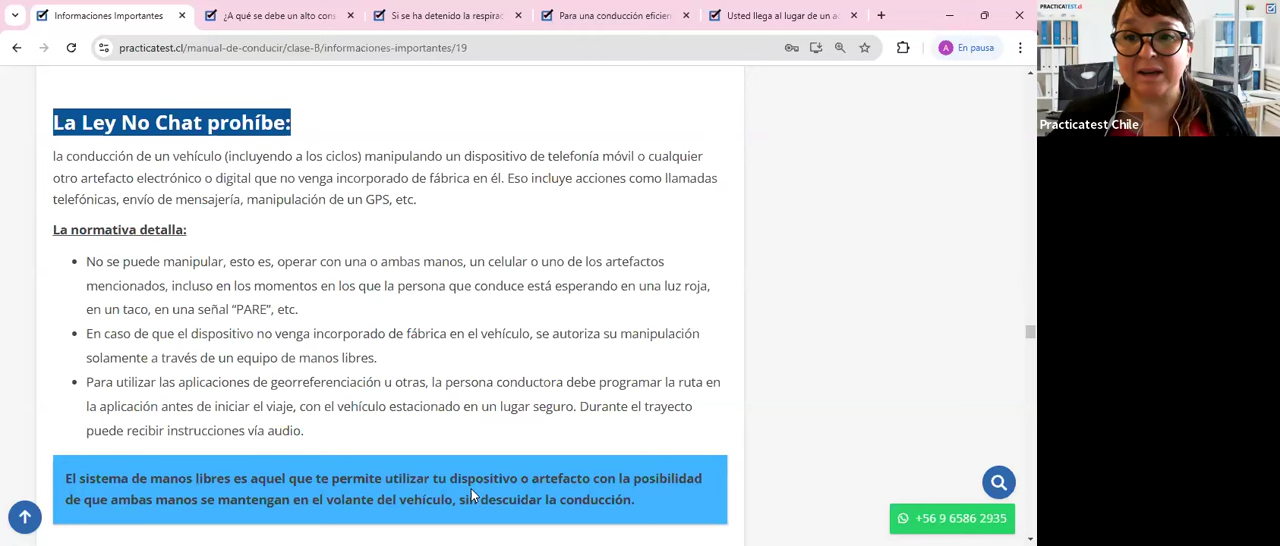 Informaciones Importantes
¿A qué se debe un alto cons
Si se ha detenido la respirac
Para una conducción eficien
Usted llega al lugar de un ac
practicatest.cl/manual-de-conducir/clase-B/informaciones-importantes/19
A
En pausa
PRACTICATEST.cl
Practicatest Chile
La Ley No Chat prohíbe:
la conducción de un vehículo (incluyendo a los ciclos) manipulando un dispositivo de telefonía móvil o cualquier
otro artefacto electrónico o digital que no venga incorporado de fábrica en él. Eso incluye acciones como llamadas
telefónicas, envío de mensajería, manipulación de un GPS, etc.
La normativa detalla:
No se puede manipular, esto es, operar con una o ambas manos, un celular o uno de los artefactos
mencionados, incluso en los momentos en los que la persona que conduce está esperando en una luz roja,
en un taco, en una señal “PARE”, etc.
En caso de que el dispositivo no venga incorporado de fábrica en el vehículo, se autoriza su manipulación
solamente a través de un equipo de manos libres.
Para utilizar las aplicaciones de georreferenciación u otras, la persona conductora debe programar la ruta en
la aplicación antes de iniciar el viaje, con el vehículo estacionado en un lugar seguro. Durante el trayecto
puede recibir instrucciones vía audio.
El sistema de manos libres es aquel que te permite utilizar tu dispositivo o artefacto con la posibilidad
de que ambas manos se mantengan en el volante del vehículo, sin descuidar la conducción.
+56 9 6586 2935